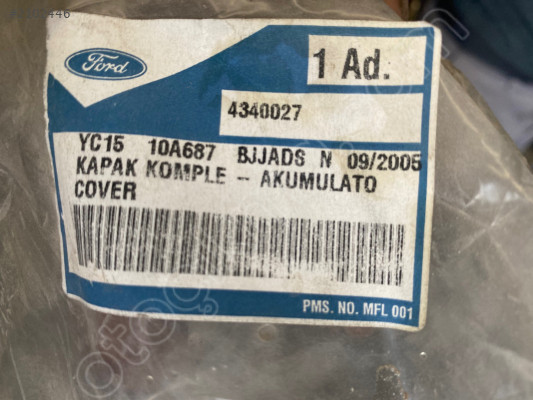 Ford
1 Ad.
4340027
YC15 10A687 BJJADS N 09/2005
KAPAK KOMPLE - AKUMULATO
COVER
PMS. NO. MFL 001